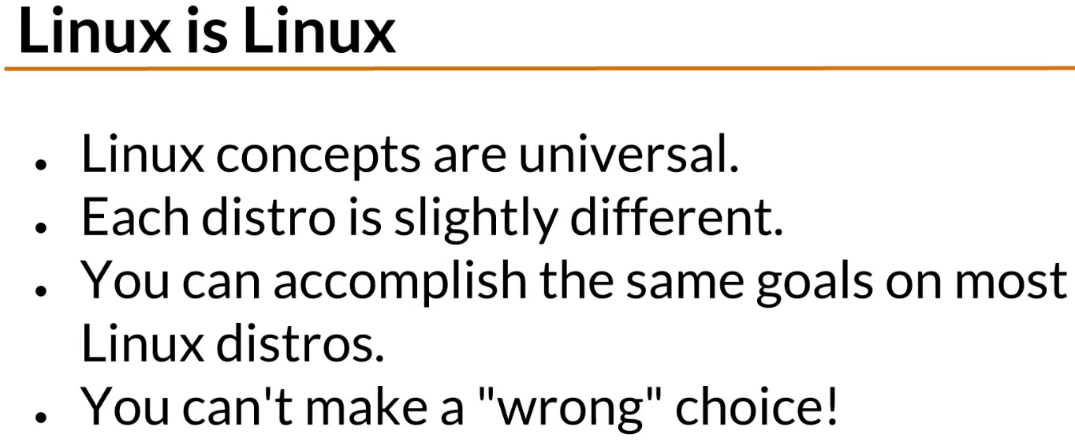 Linux is Linux
• Linux concepts are universal.
• Each distro is slightly different.
• You can accomplish the same goals on most
Linux distros.
• You can't make a "wrong" choice!